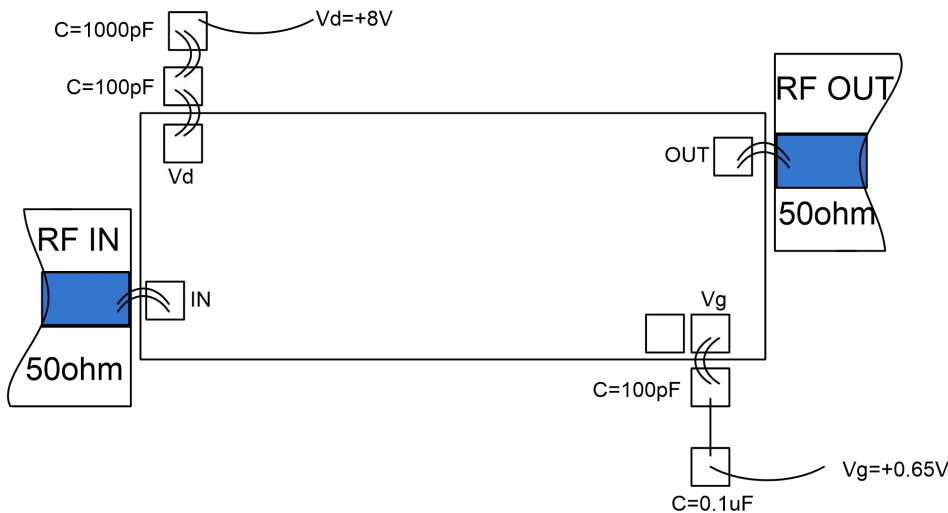 C=1000pF
Vd=+8V
C=100pF
Vd
OUT
RF OUT
50ohm
RF IN
IN
50ohm
Vg
C=100pF
Vg=+0.65V
C=0.1uF